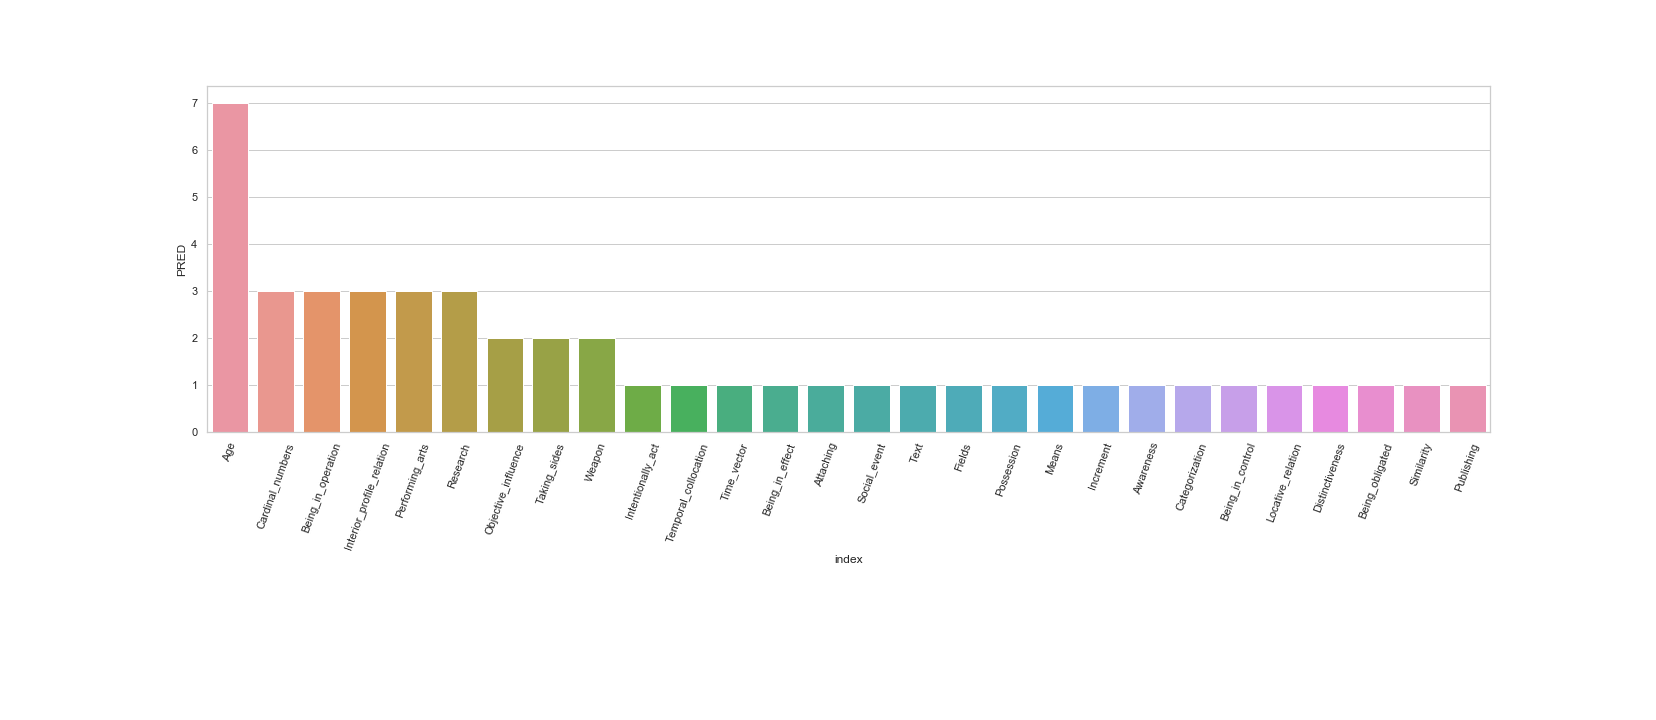 7
6
5
4
3
2
1
0
PRED
Age
Cardinal_numbers
Being_in_operation
Interior_profile_relation
Performing_arts
Research
Objective_influence
Taking_sides
Weapon
Intentionally_act
Temporal_collocation
Time_vector
Being_in_effect
Attaching
Social_event
Text
Fields
Possession
Means
Increment
Awareness
Categorization
Being_in_control
Locative_relation
Distinctiveness
Being_obligated
Similarity
Publishing
index